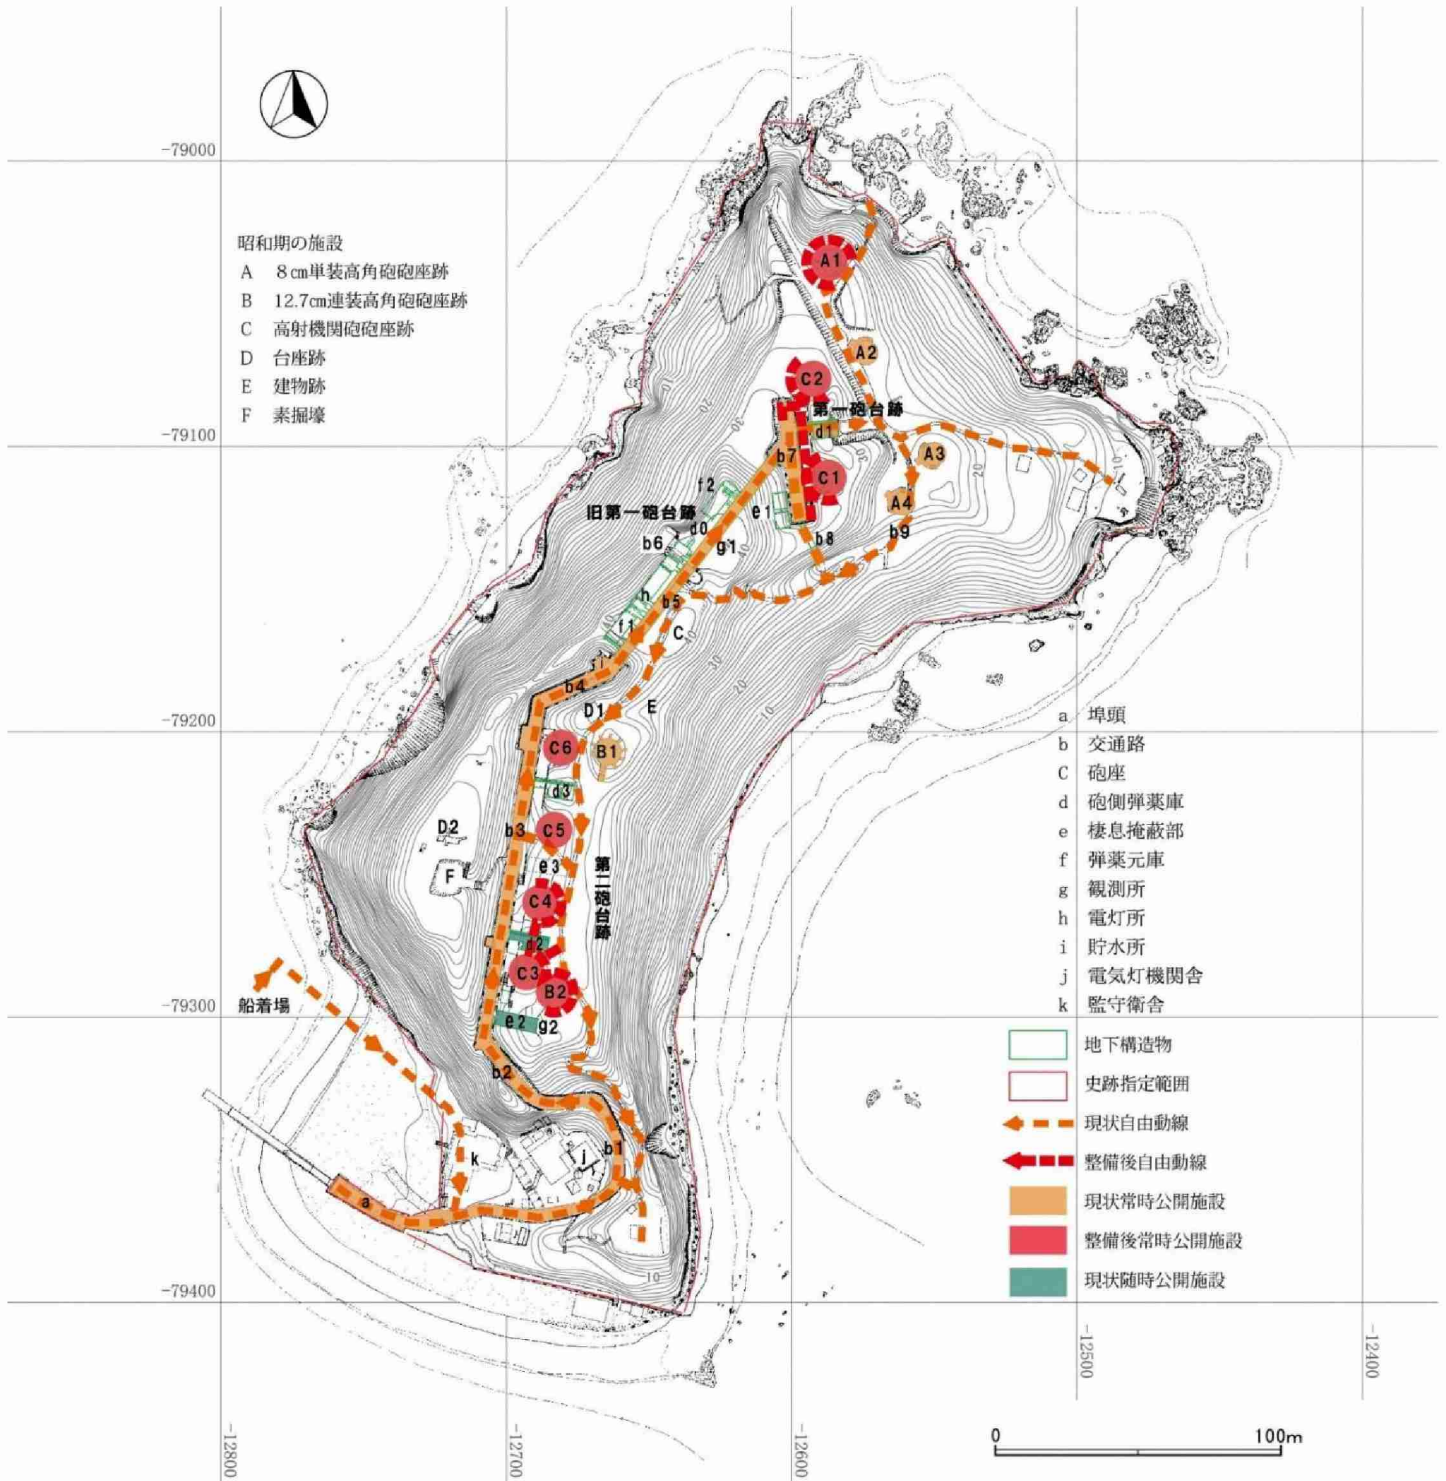 -79000
昭和期の施設
A 8㎝単装高角砲砲座跡
B 12.7㎝連装高角砲砲座跡
C 高射機関砲砲座跡
D 台座跡
E 建物跡
F 素掘壕
A1
A2
C2
第一砲台跡
d1
-79100
b7
A3
C1
A4
f2
旧第一砲台跡
e1
d0
b6
g1
b8
b9
h
b5
f1
C
i
b4
D1
E
-79200
C6
B1
d3
D2
b3
C5
F
e3
第二砲台跡
C4
d2
C3
B2
船着場
-79300
e2
g2
b2
k
j
b1
a
-79400
10
20
30
40
a 埠頭
b 交通路
C 砲座
d 砲側弾薬庫
e 棲息掩蔽部
f 弾薬元庫
g 観測所
h 電灯所
i 貯水所
j 電気灯機関舎
k 監守衛舎
地下構造物
史跡指定範囲
現状自由動線
整備後自由動線
現状常時公開施設
整備後常時公開施設
現状随時公開施設
-12800
-12700
-12600
-12500
-12400
0 100m